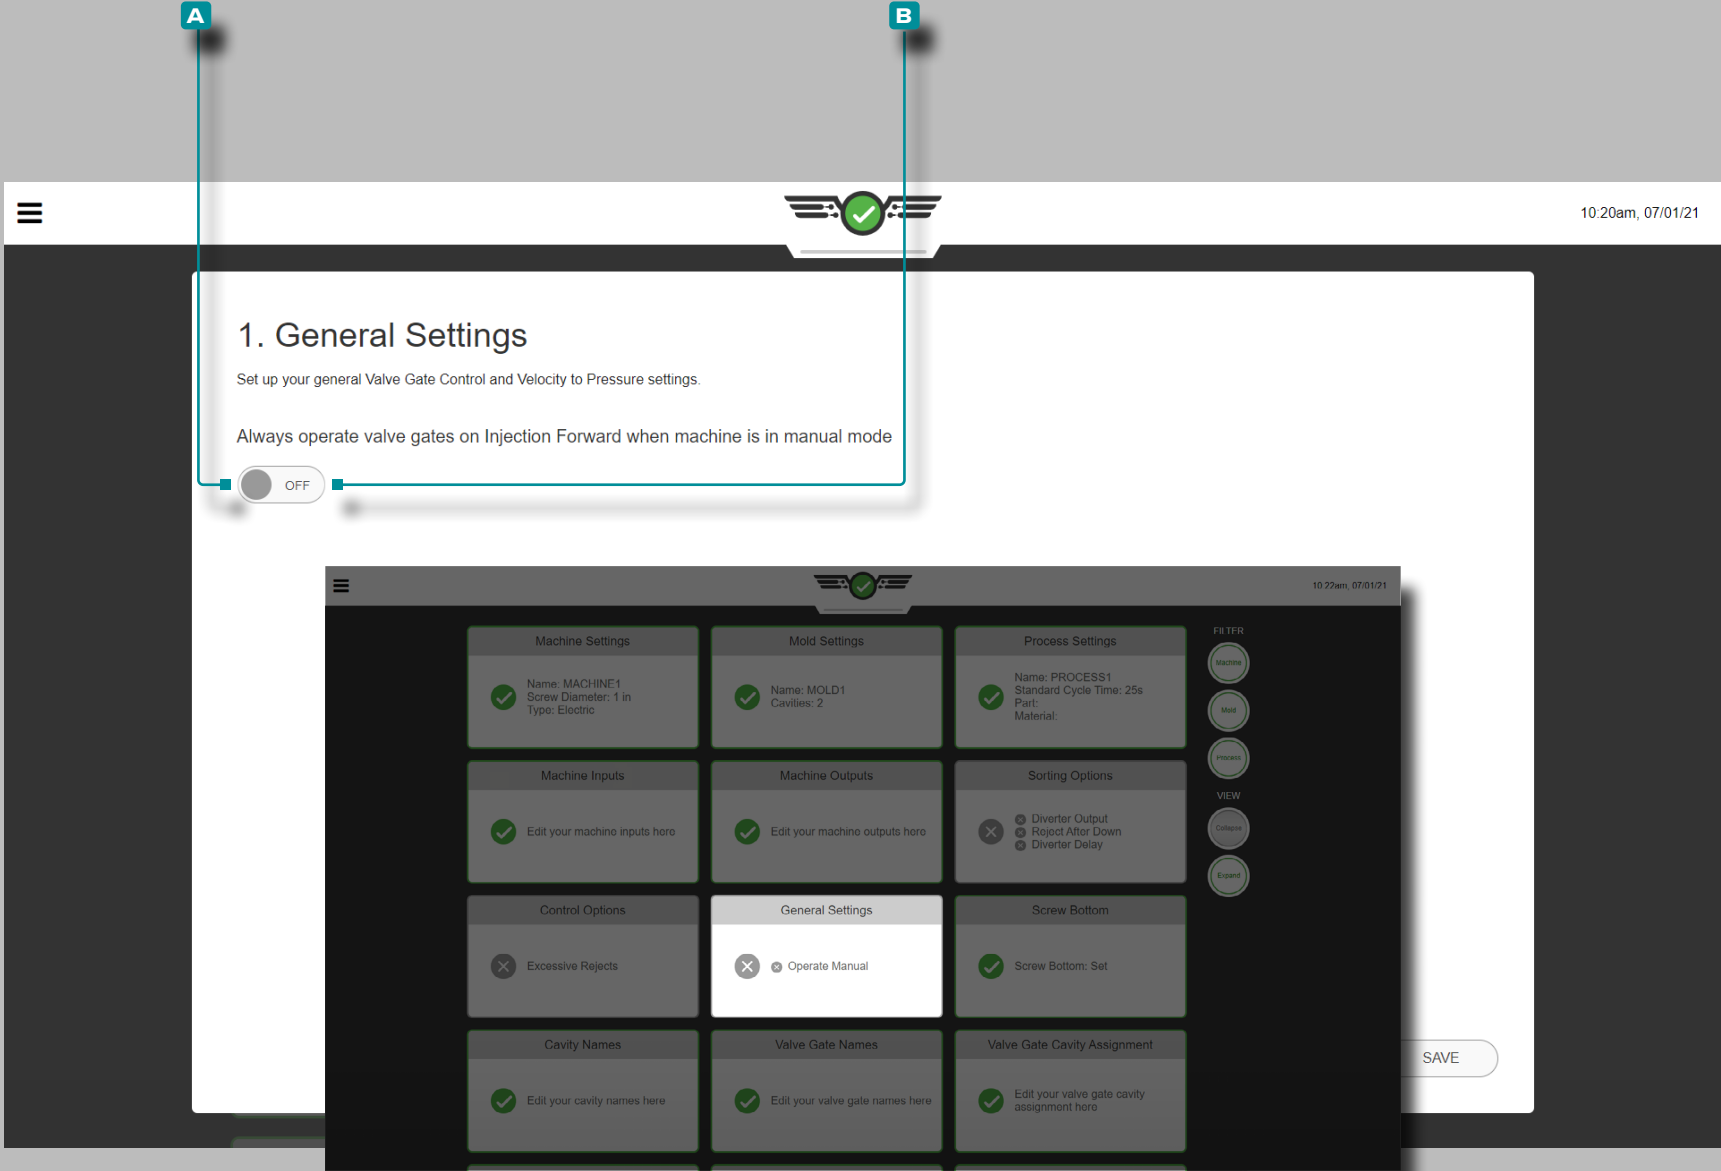 A
B
10:20am, 07/01/21
1. General Settings
Set up your general Valve Gate Control and Velocity to Pressure settings.
Always operate valve gates on Injection Forward when machine is in manual mode
OFF
10:22am, 07/01/21
Machine Settings
Name: MACHINE1
Screw Diameter: 1 in
Type: Electric
Mold Settings
Name: MOLD1
Cavities: 2
Process Settings
Name: PROCESS1
Standard Cycle Time: 25s
Part:
Material:
FILTER
Machine
Mold
Process
VIEW
Collapse
Expand
Machine Inputs
Edit your machine inputs here
Machine Outputs
Edit your machine outputs here
Sorting Options
Diverter Output
Reject After Down
Diverter Delay
Control Options
Excessive Rejects
General Settings
Operate Manual
Screw Bottom
Screw Bottom: Set
Cavity Names
Edit your cavity names here
Valve Gate Names
Edit your valve gate names here
Valve Gate Cavity Assignment
Edit your valve gate cavity
assignment here
SAVE